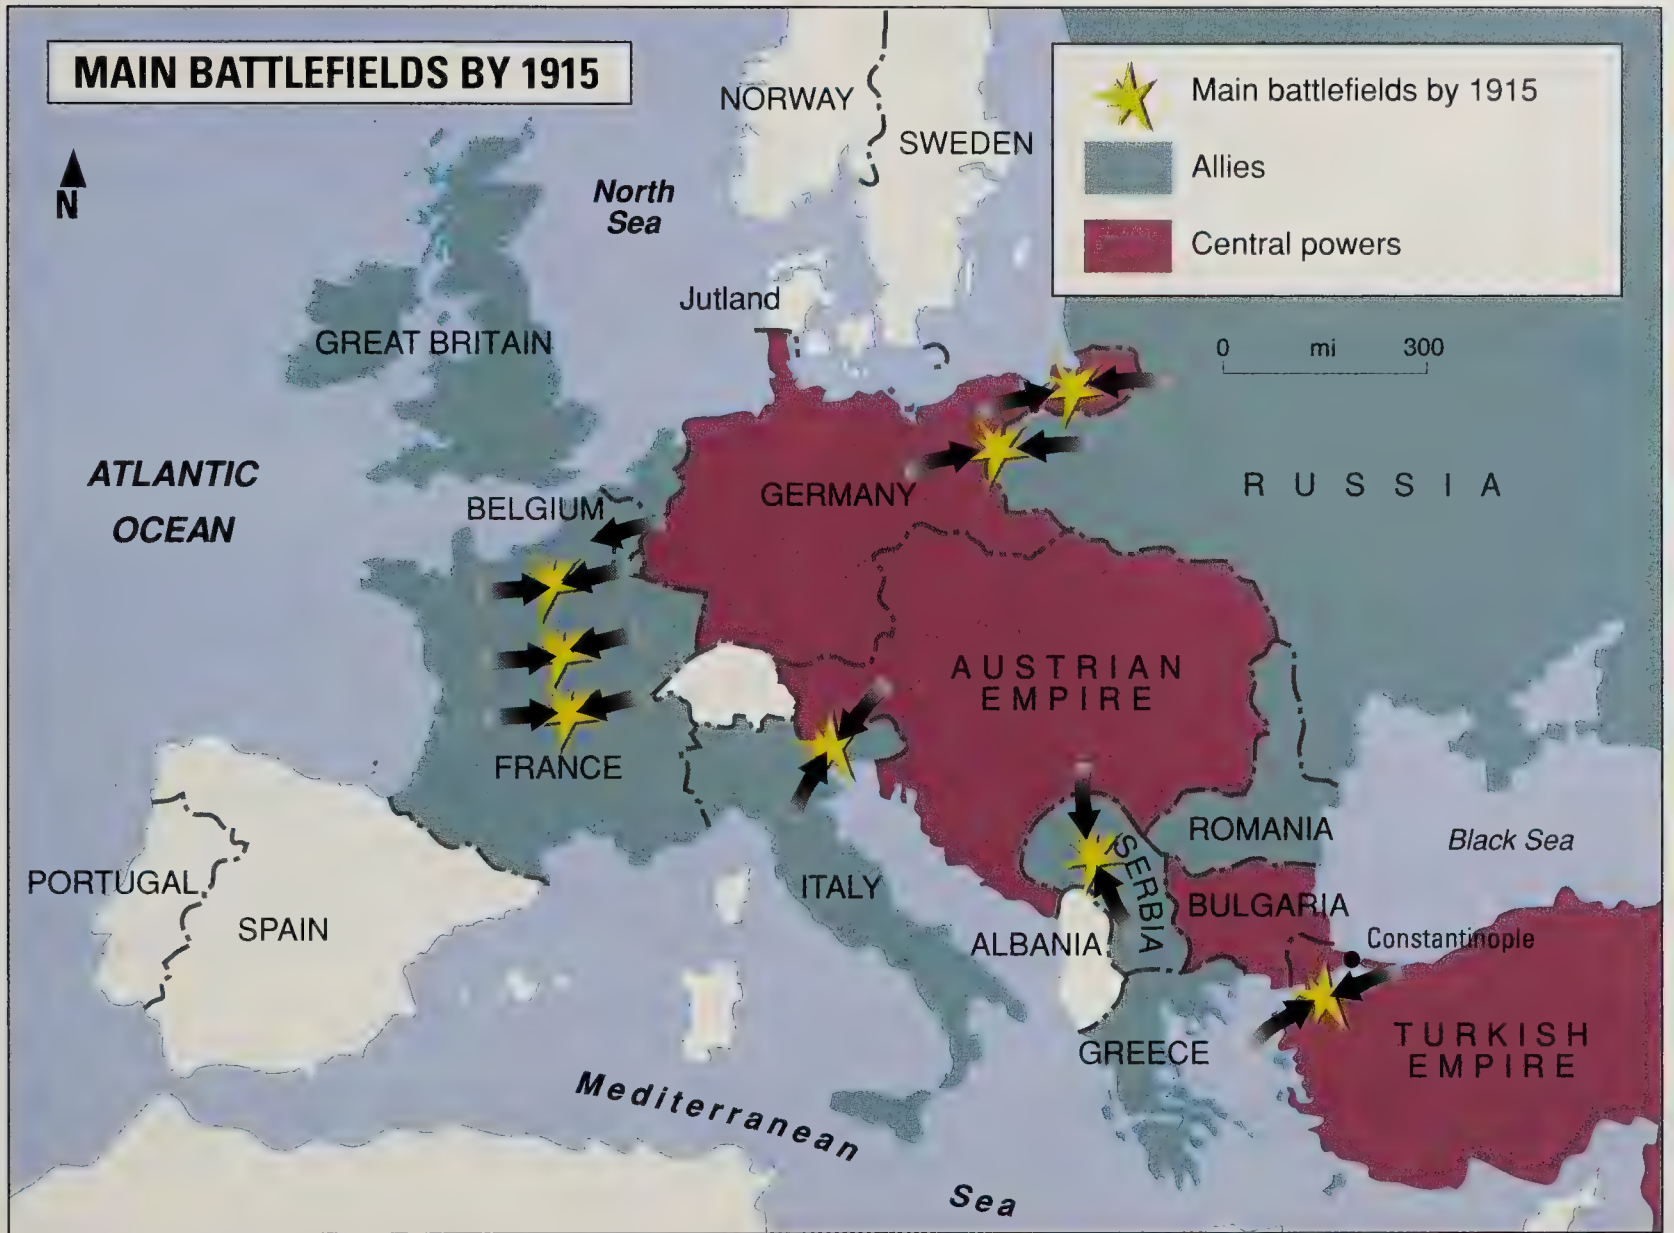 MAIN BATTLEFIELDS BY 1915
N
NORWAY
SWEDEN
North
Sea
Main battlefields by 1915
Allies
Central powers
0 mi 300
Jutland
GREAT BRITAIN
ATLANTIC
OCEAN
BELGIUM
GERMANY
RUSSIA
AUSTRIAN
EMPIRE
FRANCE
ROMANIA
Black Sea
SERBIA
PORTUGAL
SPAIN
ITALY
BULGARIA
ALBANIA
Constantinople
GREECE
TURKISH
EMPIRE
Mediterranean
Sea